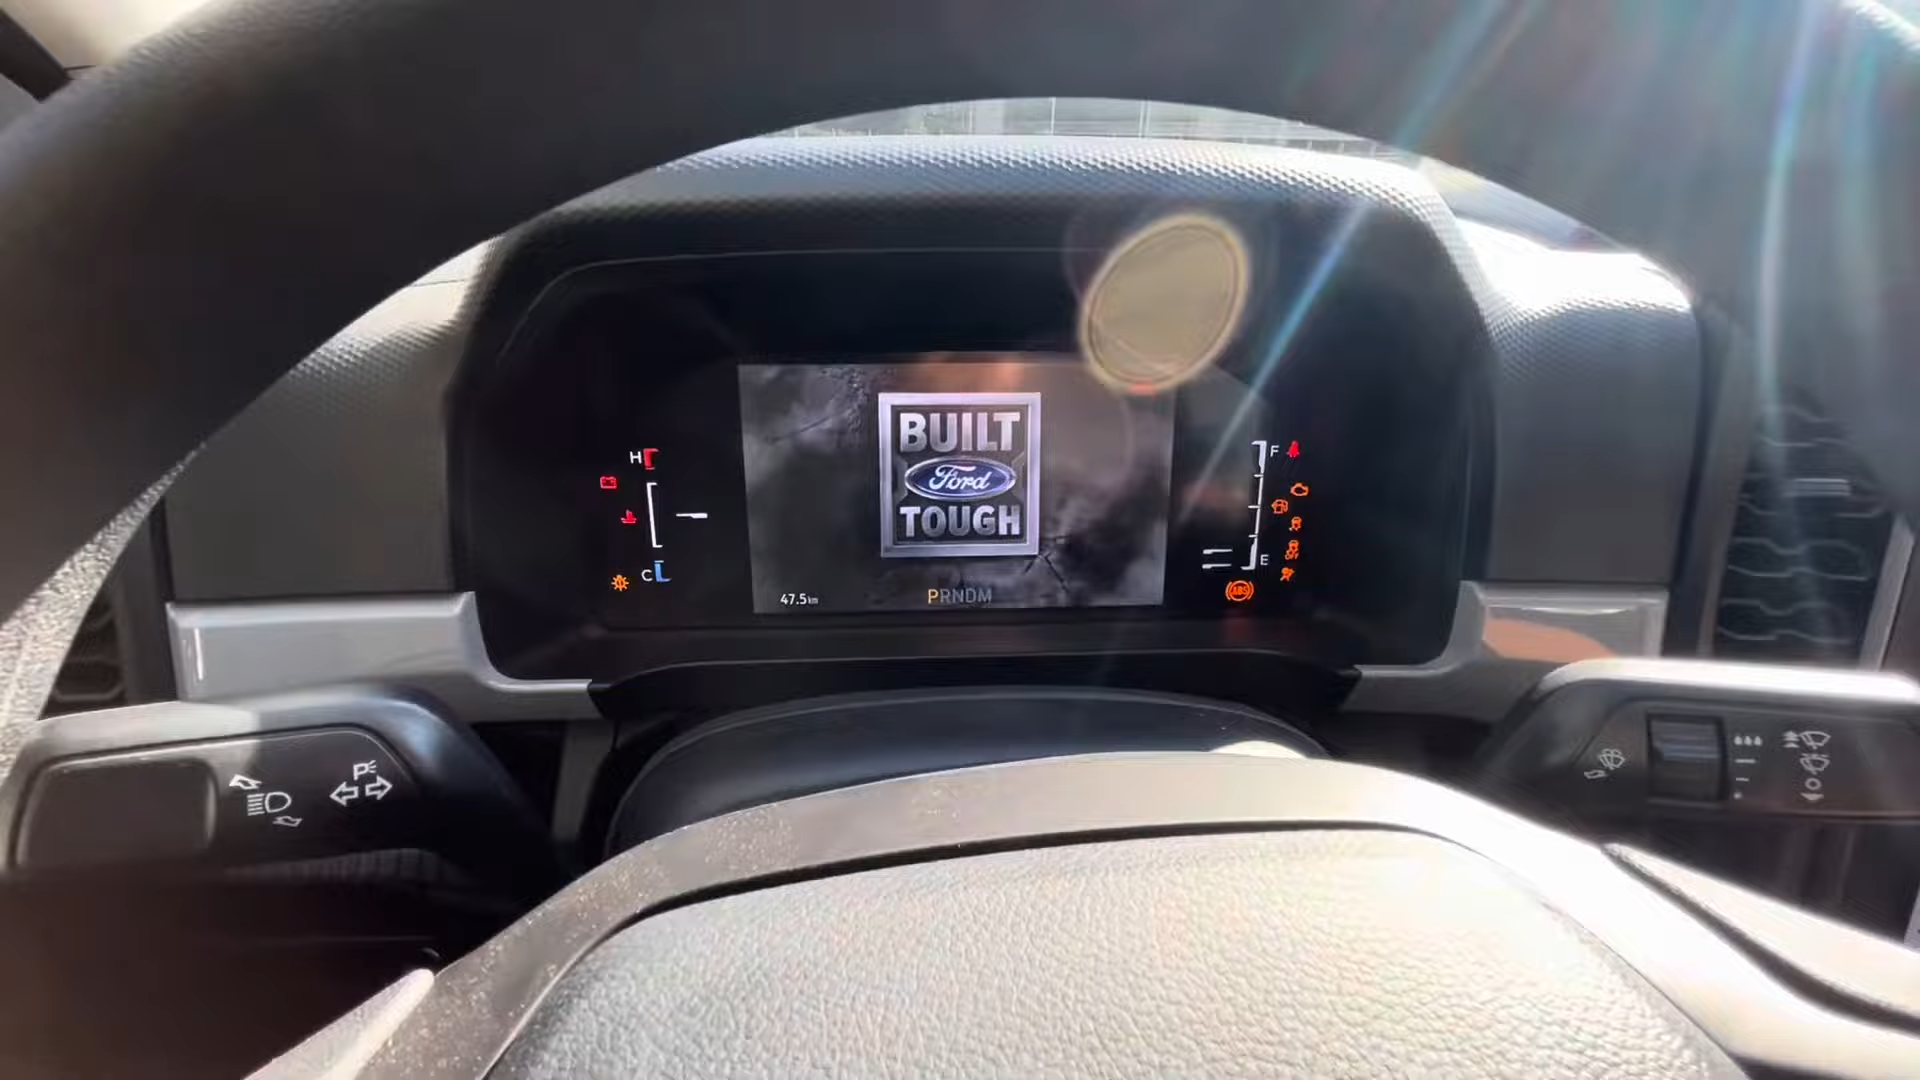 BUILT
Ford
TOUGH
H
C
F
E
ABS
47.5km
PRNDM
P